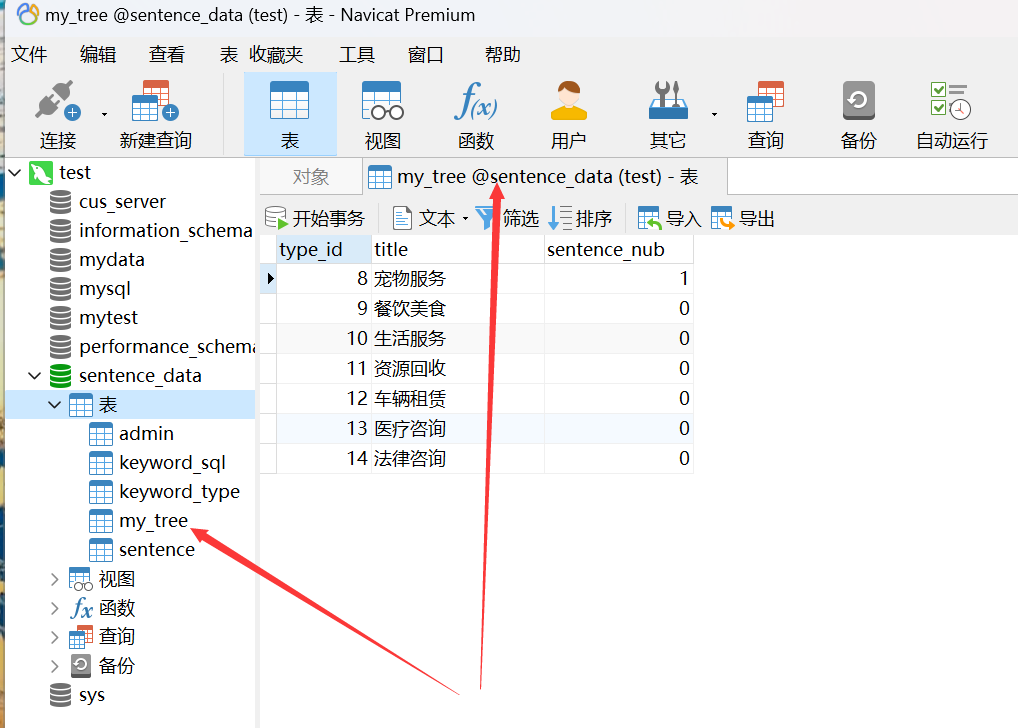 my_tree @sentence_data (test) - 表 - Navicat Premium
文件 编辑 查看 表 收藏夹 工具 窗口 帮助
连接 新建查询 表 视图 函数 用户 其它 查询 备份 自动运行
test
cus_server
information_schema
mydata
mysql
mytest
performance_schema
sentence_data
表
admin
keyword_sql
keyword_type
my_tree
sentence
视图
函数
查询
备份
sys
对象 my_tree @sentence_data (test) - 表
开始事务 文本 筛选 排序 导入 导出
type_id title sentence_nub
8 宠物服务 1
9 餐饮美食 0
10 生活服务 0
11 资源回收 0
12 车辆租赁 0
13 医疗咨询 0
14 法律咨询 0